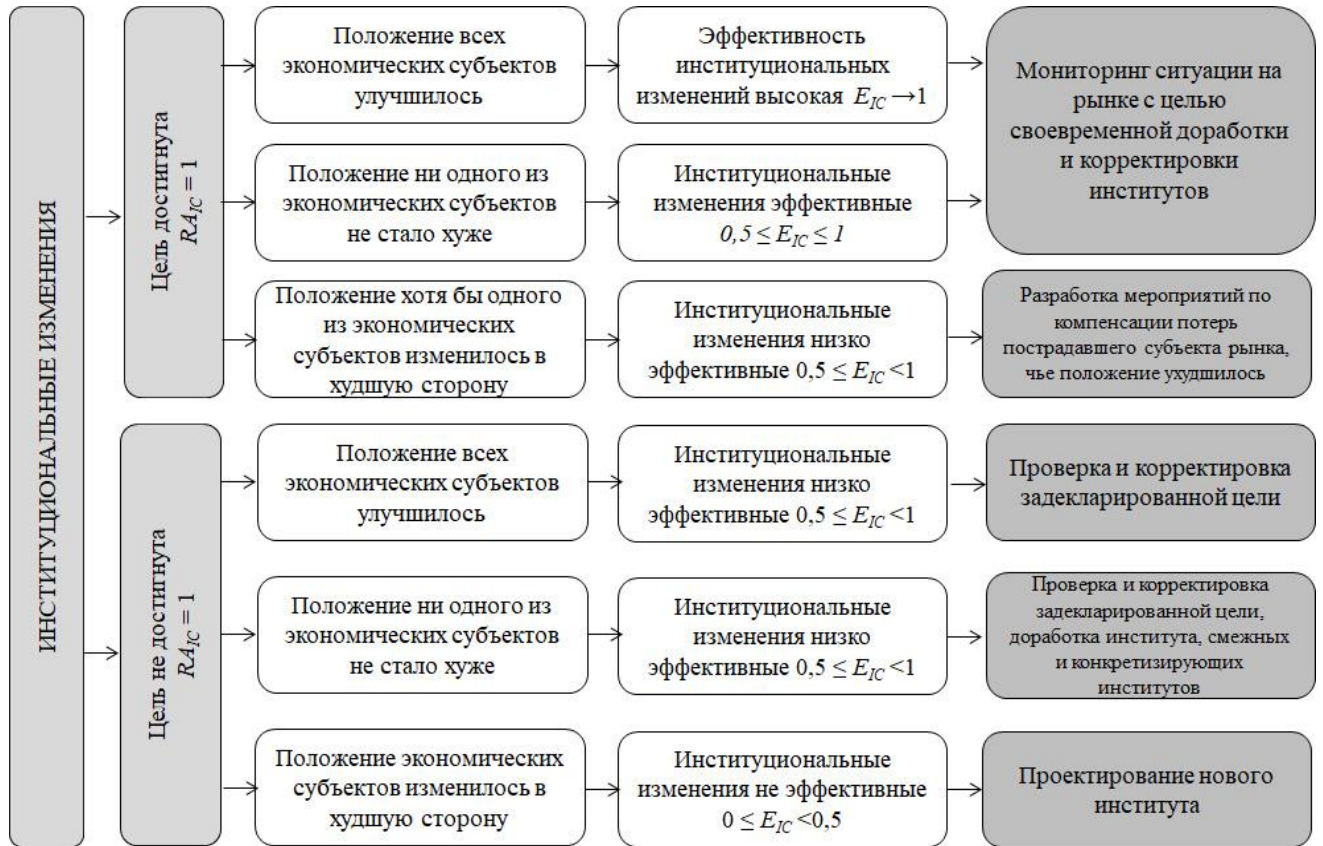 ИНСТИТУЦИОНАЛЬНЫЕ ИЗМЕНЕНИЯ
Цель достигнута
RA_IC = 1
Положение всех
экономических субъектов
улучшилось
Эффективность
институциональных
изменений высокая E_IC →1
Мониторинг ситуации на
рынке с целью
своевременной доработки
и корректировки
институтов
Положение ни одного из
экономических субъектов
не стало хуже
Институциональные
изменения эффективные
0,5 ≤ E_IC ≤ 1
Положение хотя бы одного
из экономических
субъектов изменилось в
худшую сторону
Институциональные
изменения низко
эффективные 0,5 ≤ E_IC <1
Разработка мероприятий по
компенсации потерь
пострадавшего субъекта рынка,
чье положение ухудшилось
Цель не достигнута
RA_IC = 1
Положение всех
экономических субъектов
улучшилось
Институциональные
изменения низко
эффективные 0,5 ≤ E_IC <1
Проверка и корректировка
задекларированной цели
Положение ни одного из
экономических субъектов
не стало хуже
Институциональные
изменения низко
эффективные 0,5 ≤ E_IC <1
Проверка и корректировка
задекларированной цели,
доработка института, смежных
и конкретизирующих
институтов
Положение экономических
субъектов изменилось в
худшую сторону
Институциональные
изменения не эффективные
0 ≤ E_IC <0,5
Проектирование нового
института